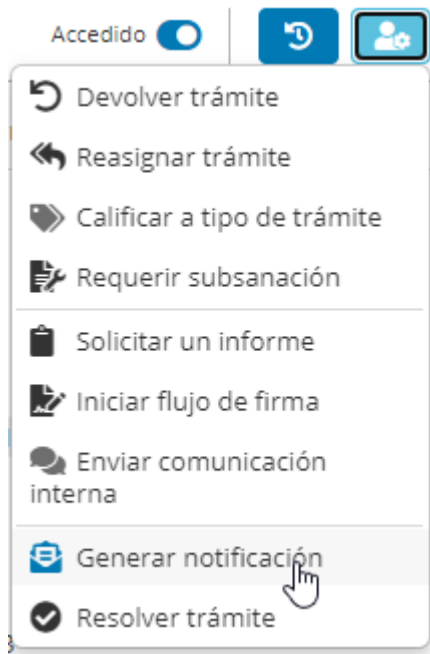 Accedido
Devolver trámite
Reasignar trámite
Calificar a tipo de trámite
Requerir subsanación
Solicitar un informe
Iniciar flujo de firma
Enviar comunicación
interna
Generar notificación
Resolver trámite